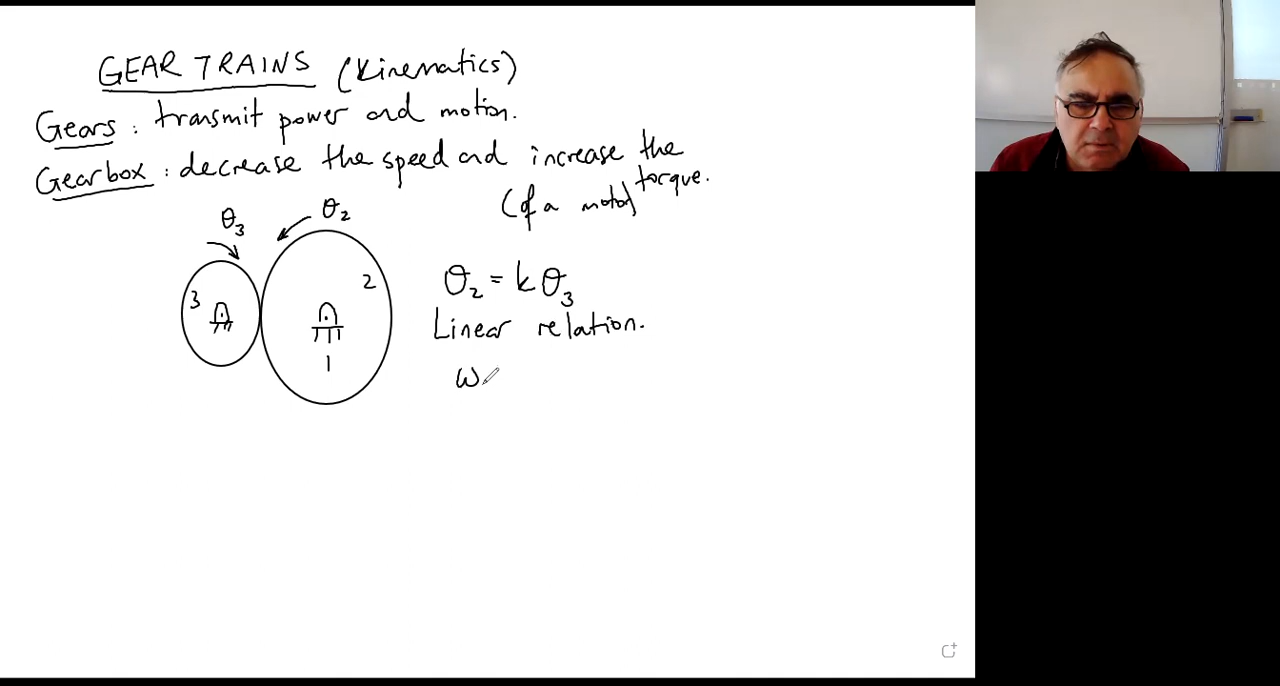 GEAR TRAINS (Kinematics)
Gears : transmit power and motion.
Gearbox : decrease the speed and increase the torque.
(of a motor)
θ₃
θ₂
3
2
1
θ₂ = k θ₃
Linear relation.
ω